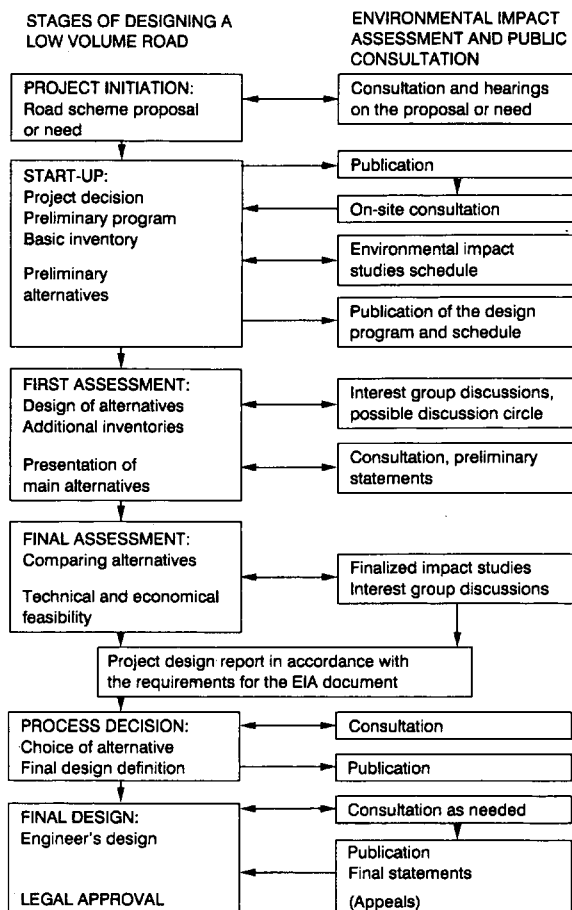 STAGES OF DESIGNING A
LOW VOLUME ROAD
ENVIRONMENTAL IMPACT
ASSESSMENT AND PUBLIC
CONSULTATION
PROJECT INITIATION:
Road scheme proposal
or need
Consultation and hearings
on the proposal or need
START-UP:
Project decision
Preliminary program
Basic inventory
Preliminary
alternatives
Publication
On-site consultation
Environmental impact
studies schedule
Publication of the design
program and schedule
FIRST ASSESSMENT:
Design of alternatives
Additional inventories
Presentation of
main alternatives
Interest group discussions,
possible discussion circle
Consultation, preliminary
statements
FINAL ASSESSMENT:
Comparing alternatives
Technical and economical
feasibility
Finalized impact studies
Interest group discussions
Project design report in accordance with
the requirements for the EIA document
PROCESS DECISION:
Choice of alternative
Final design definition
Consultation
Publication
FINAL DESIGN:
Engineer's design
LEGAL APPROVAL
Consultation as needed
Publication
Final statements
(Appeals)